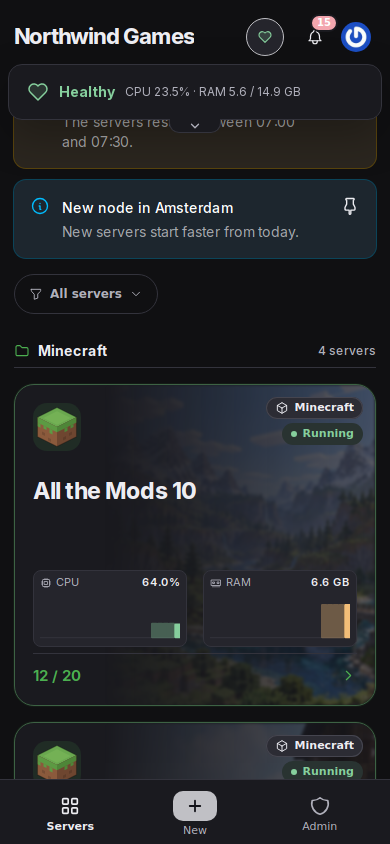 Northwind Games
15
Healthy CPU 23.5% · RAM 5.6 / 14.9 GB
The servers 07:00
and 07:30.
New node in Amsterdam
New servers start faster from today.
All servers
Minecraft 4 servers
Minecraft
Running
All the Mods 10
CPU 64.0% RAM 6.6 GB
12 / 20
Minecraft
Running
Servers New Admin